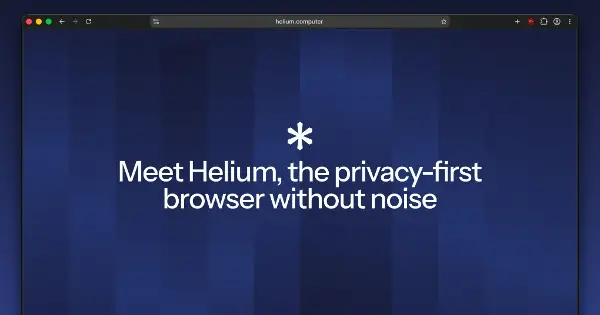 helium.computer
Meet Helium, the privacy-first
browser without noise